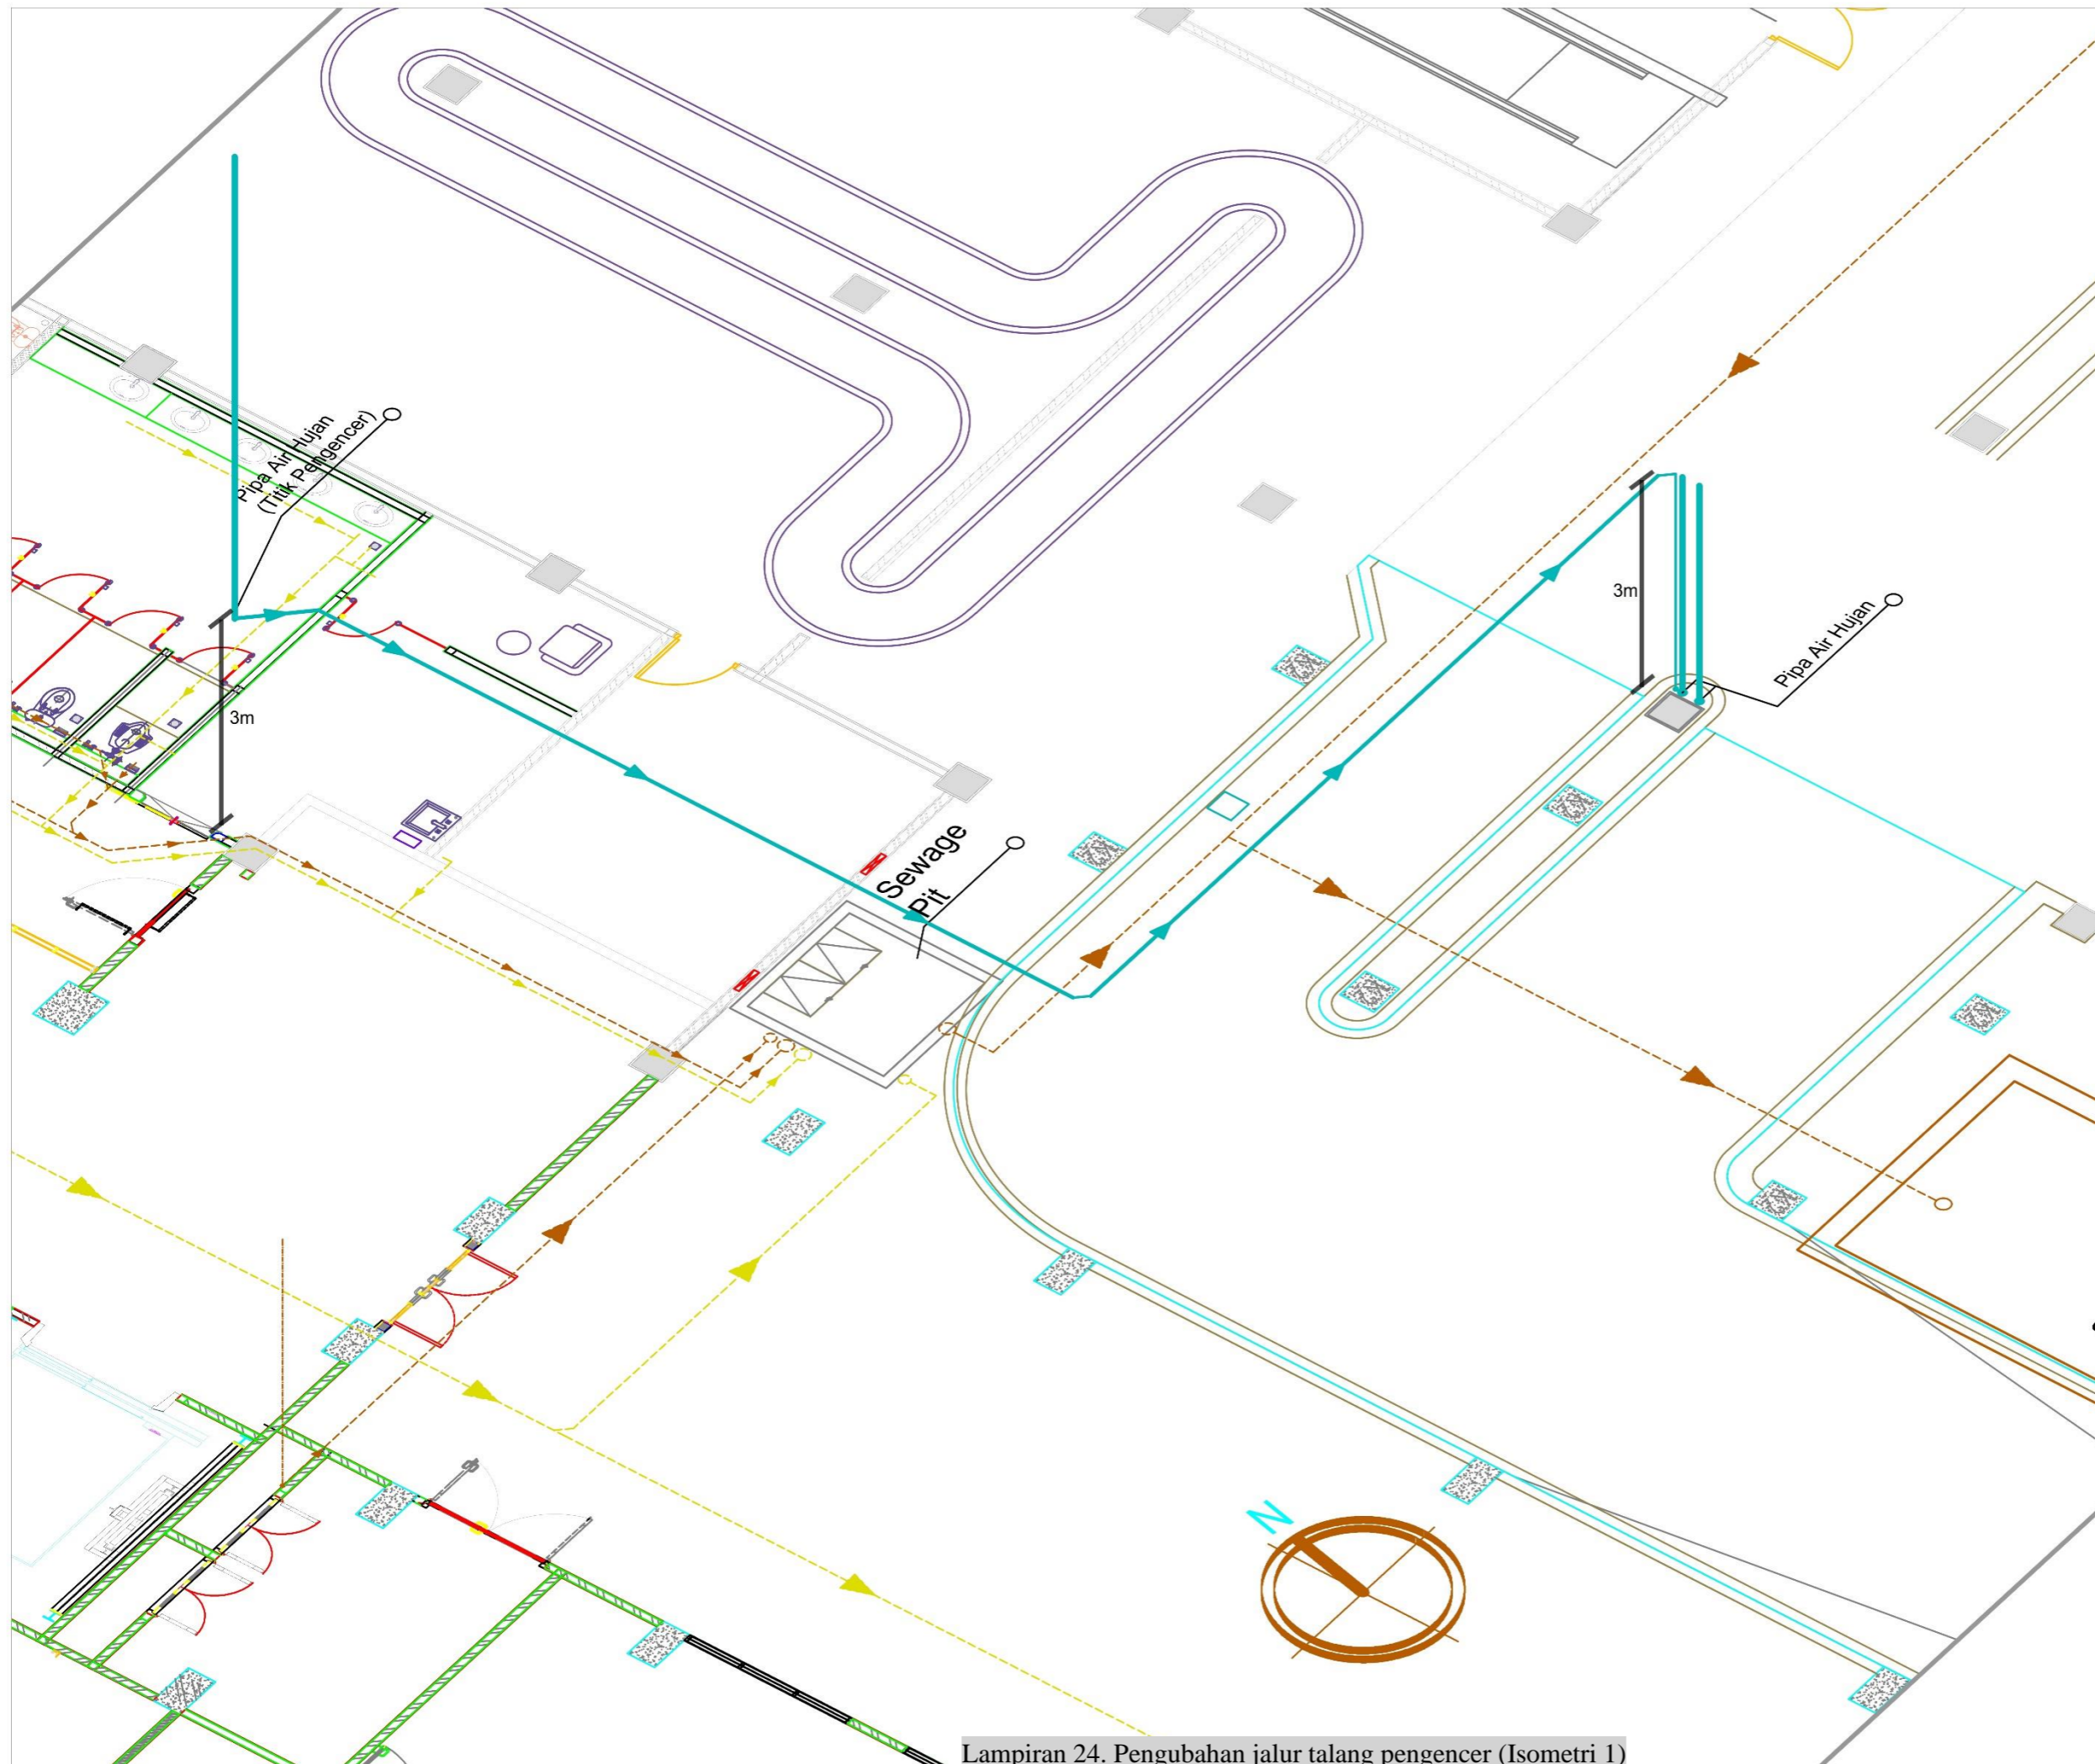 Pipa Air Hujan
(Titik Pengencer)
3m
3m
Pipa Air Hujan
Sewage
Pit
N
Lampiran 24. Pengubahan jalur talang pengencer (Isometri 1)